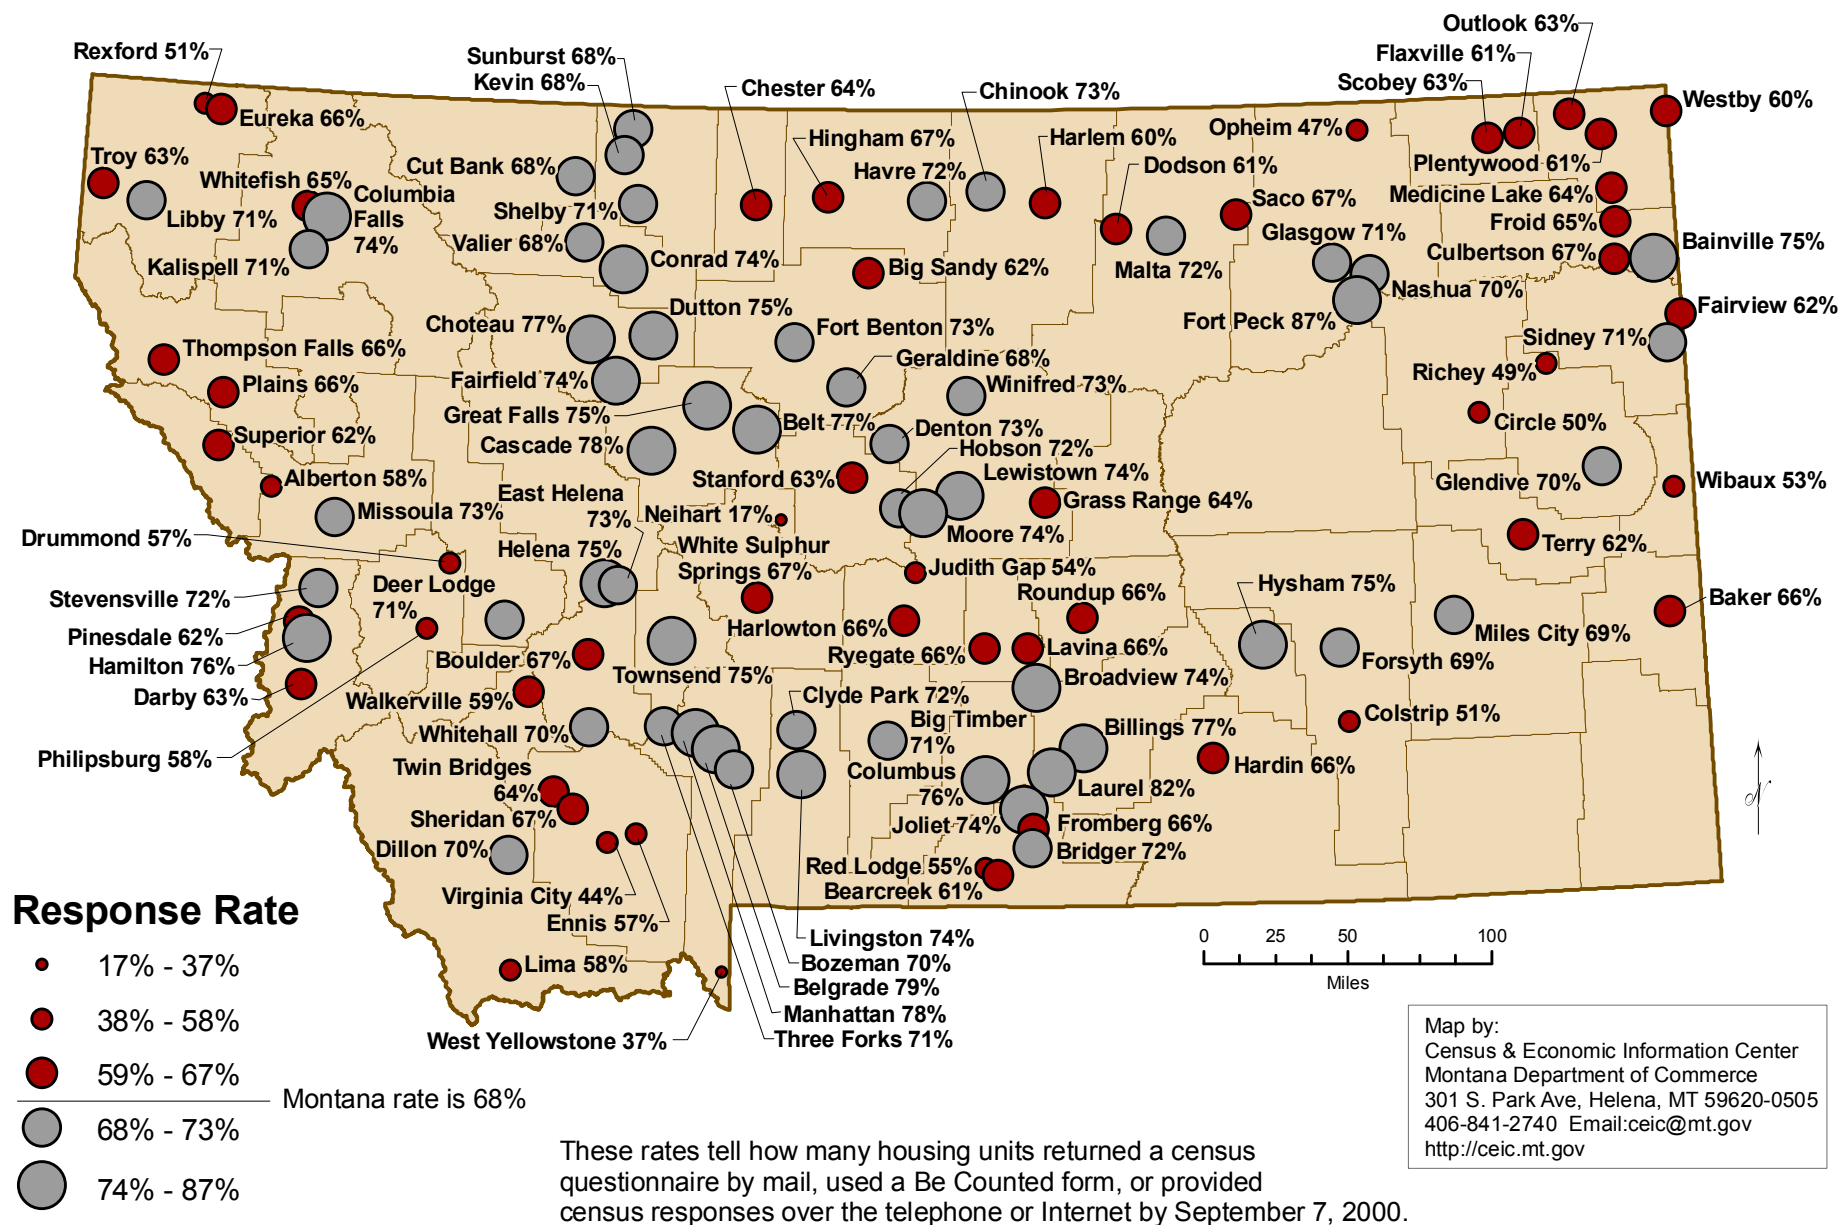 Outlook 63%
Rexford 51%
Sunburst 68%
Flaxville 61%
Kevin 68%
Chester 64%
Chinook 73%
Scobey 63%
Westby 60%
Eureka 66%
Hingham 67%
Harlem 60%
Opheim 47%
Troy 63%
Cut Bank 68%
Havre 72%
Dodson 61%
Plentywood 61%
Whitefish 65%
Columbia
Falls
74%
Medicine Lake 64%
Libby 71%
Shelby 71%
Saco 67%
Froid 65%
Valier 68%
Glasgow 71%
Culbertson 67%
Bainville 75%
Kalispell 71%
Conrad 74%
Big Sandy 62%
Malta 72%
Nashua 70%
Dutton 75%
Fairview 62%
Choteau 77%
Fort Benton 73%
Fort Peck 87%
Sidney 71%
Thompson Falls 66%
Geraldine 68%
Richey 49%
Plains 66%
Fairfield 74%
Winifred 73%
Great Falls 75%
Belt 77%
Denton 73%
Circle 50%
Superior 62%
Cascade 78%
Hobson 72%
Alberton 58%
Stanford 63%
Lewistown 74%
Glendive 70%
Wibaux 53%
East Helena
73%
Grass Range 64%
Missoula 73%
Neihart 17%
Moore 74%
Terry 62%
Drummond 57%
Helena 75%
White Sulphur
Springs 67%
Judith Gap 54%
Deer Lodge
71%
Hysham 75%
Stevensville 72%
Roundup 66%
Baker 66%
Pinesdale 62%
Harlowton 66%
Miles City 69%
Hamilton 76%
Boulder 67%
Ryegate 66%
Lavina 66%
Forsyth 69%
Darby 63%
Townsend 75%
Broadview 74%
Walkerville 59%
Clyde Park 72%
Colstrip 51%
Whitehall 70%
Big Timber
71%
Billings 77%
Philipsburg 58%
Twin Bridges
64%
Columbus
76%
Hardin 66%
Laurel 82%
Sheridan 67%
Joliet 74%
Fromberg 66%
Dillon 70%
Bridger 72%
Red Lodge 55%
Virginia City 44%
Bearcreek 61%
Ennis 57%
Livingston 74%
Lima 58%
Bozeman 70%
Belgrade 79%
Manhattan 78%
West Yellowstone 37%
Three Forks 71%
Response Rate
17% - 37%
38% - 58%
59% - 67%
Montana rate is 68%
68% - 73%
74% - 87%
0 25 50 100
Miles
N
Map by:
Census & Economic Information Center
Montana Department of Commerce
301 S. Park Ave, Helena, MT 59620-0505
406-841-2740 Email:ceic@mt.gov
http://ceic.mt.gov
These rates tell how many housing units returned a census
questionnaire by mail, used a Be Counted form, or provided
census responses over the telephone or Internet by September 7, 2000.